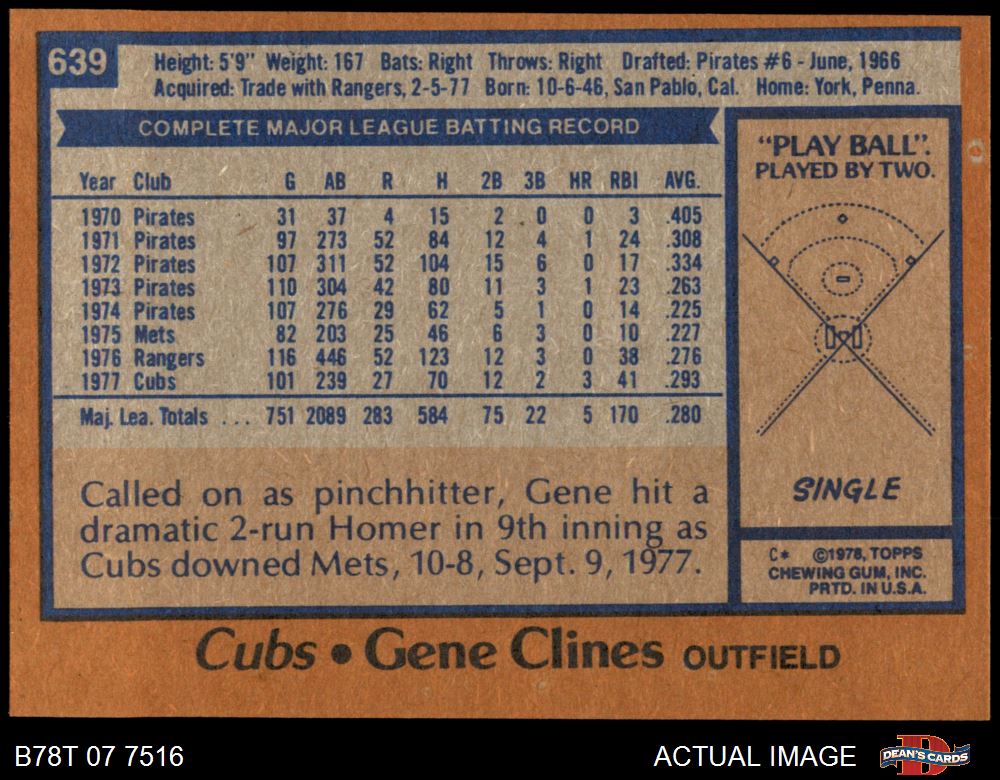 639
Height: 5'9" Weight: 167 Bats: Right Throws: Right Drafted: Pirates #6 - June, 1966
Acquired: Trade with Rangers, 2-5-77 Born: 10-6-46, San Pablo, Cal. Home: York, Penna.
COMPLETE MAJOR LEAGUE BATTING RECORD
Year Club G AB R H 2B 3B HR RBI AVG.
1970 Pirates 31 37 4 15 2 0 0 3 .405
1971 Pirates 97 273 52 84 12 4 1 24 .308
1972 Pirates 107 311 52 104 15 6 0 17 .334
1973 Pirates 110 304 42 80 11 3 1 23 .263
1974 Pirates 107 276 29 62 5 1 0 14 .225
1975 Mets 82 203 25 46 6 3 0 10 .227
1976 Rangers 116 446 52 123 12 3 0 38 .276
1977 Cubs 101 239 27 70 12 2 3 41 .293
Maj. Lea. Totals ... 751 2089 283 584 75 22 5 170 .280
Called on as pinchhitter, Gene hit a
dramatic 2-run Homer in 9th inning as
Cubs downed Mets, 10-8, Sept. 9, 1977.
"PLAY BALL".
PLAYED BY TWO.
SINGLE
C* ©1978, TOPPS
CHEWING GUM, INC.
PRTD. IN U.S.A.
Cubs • Gene Clines OUTFIELD
B78T 07 7516
ACTUAL IMAGE
DEAN'S CARDS